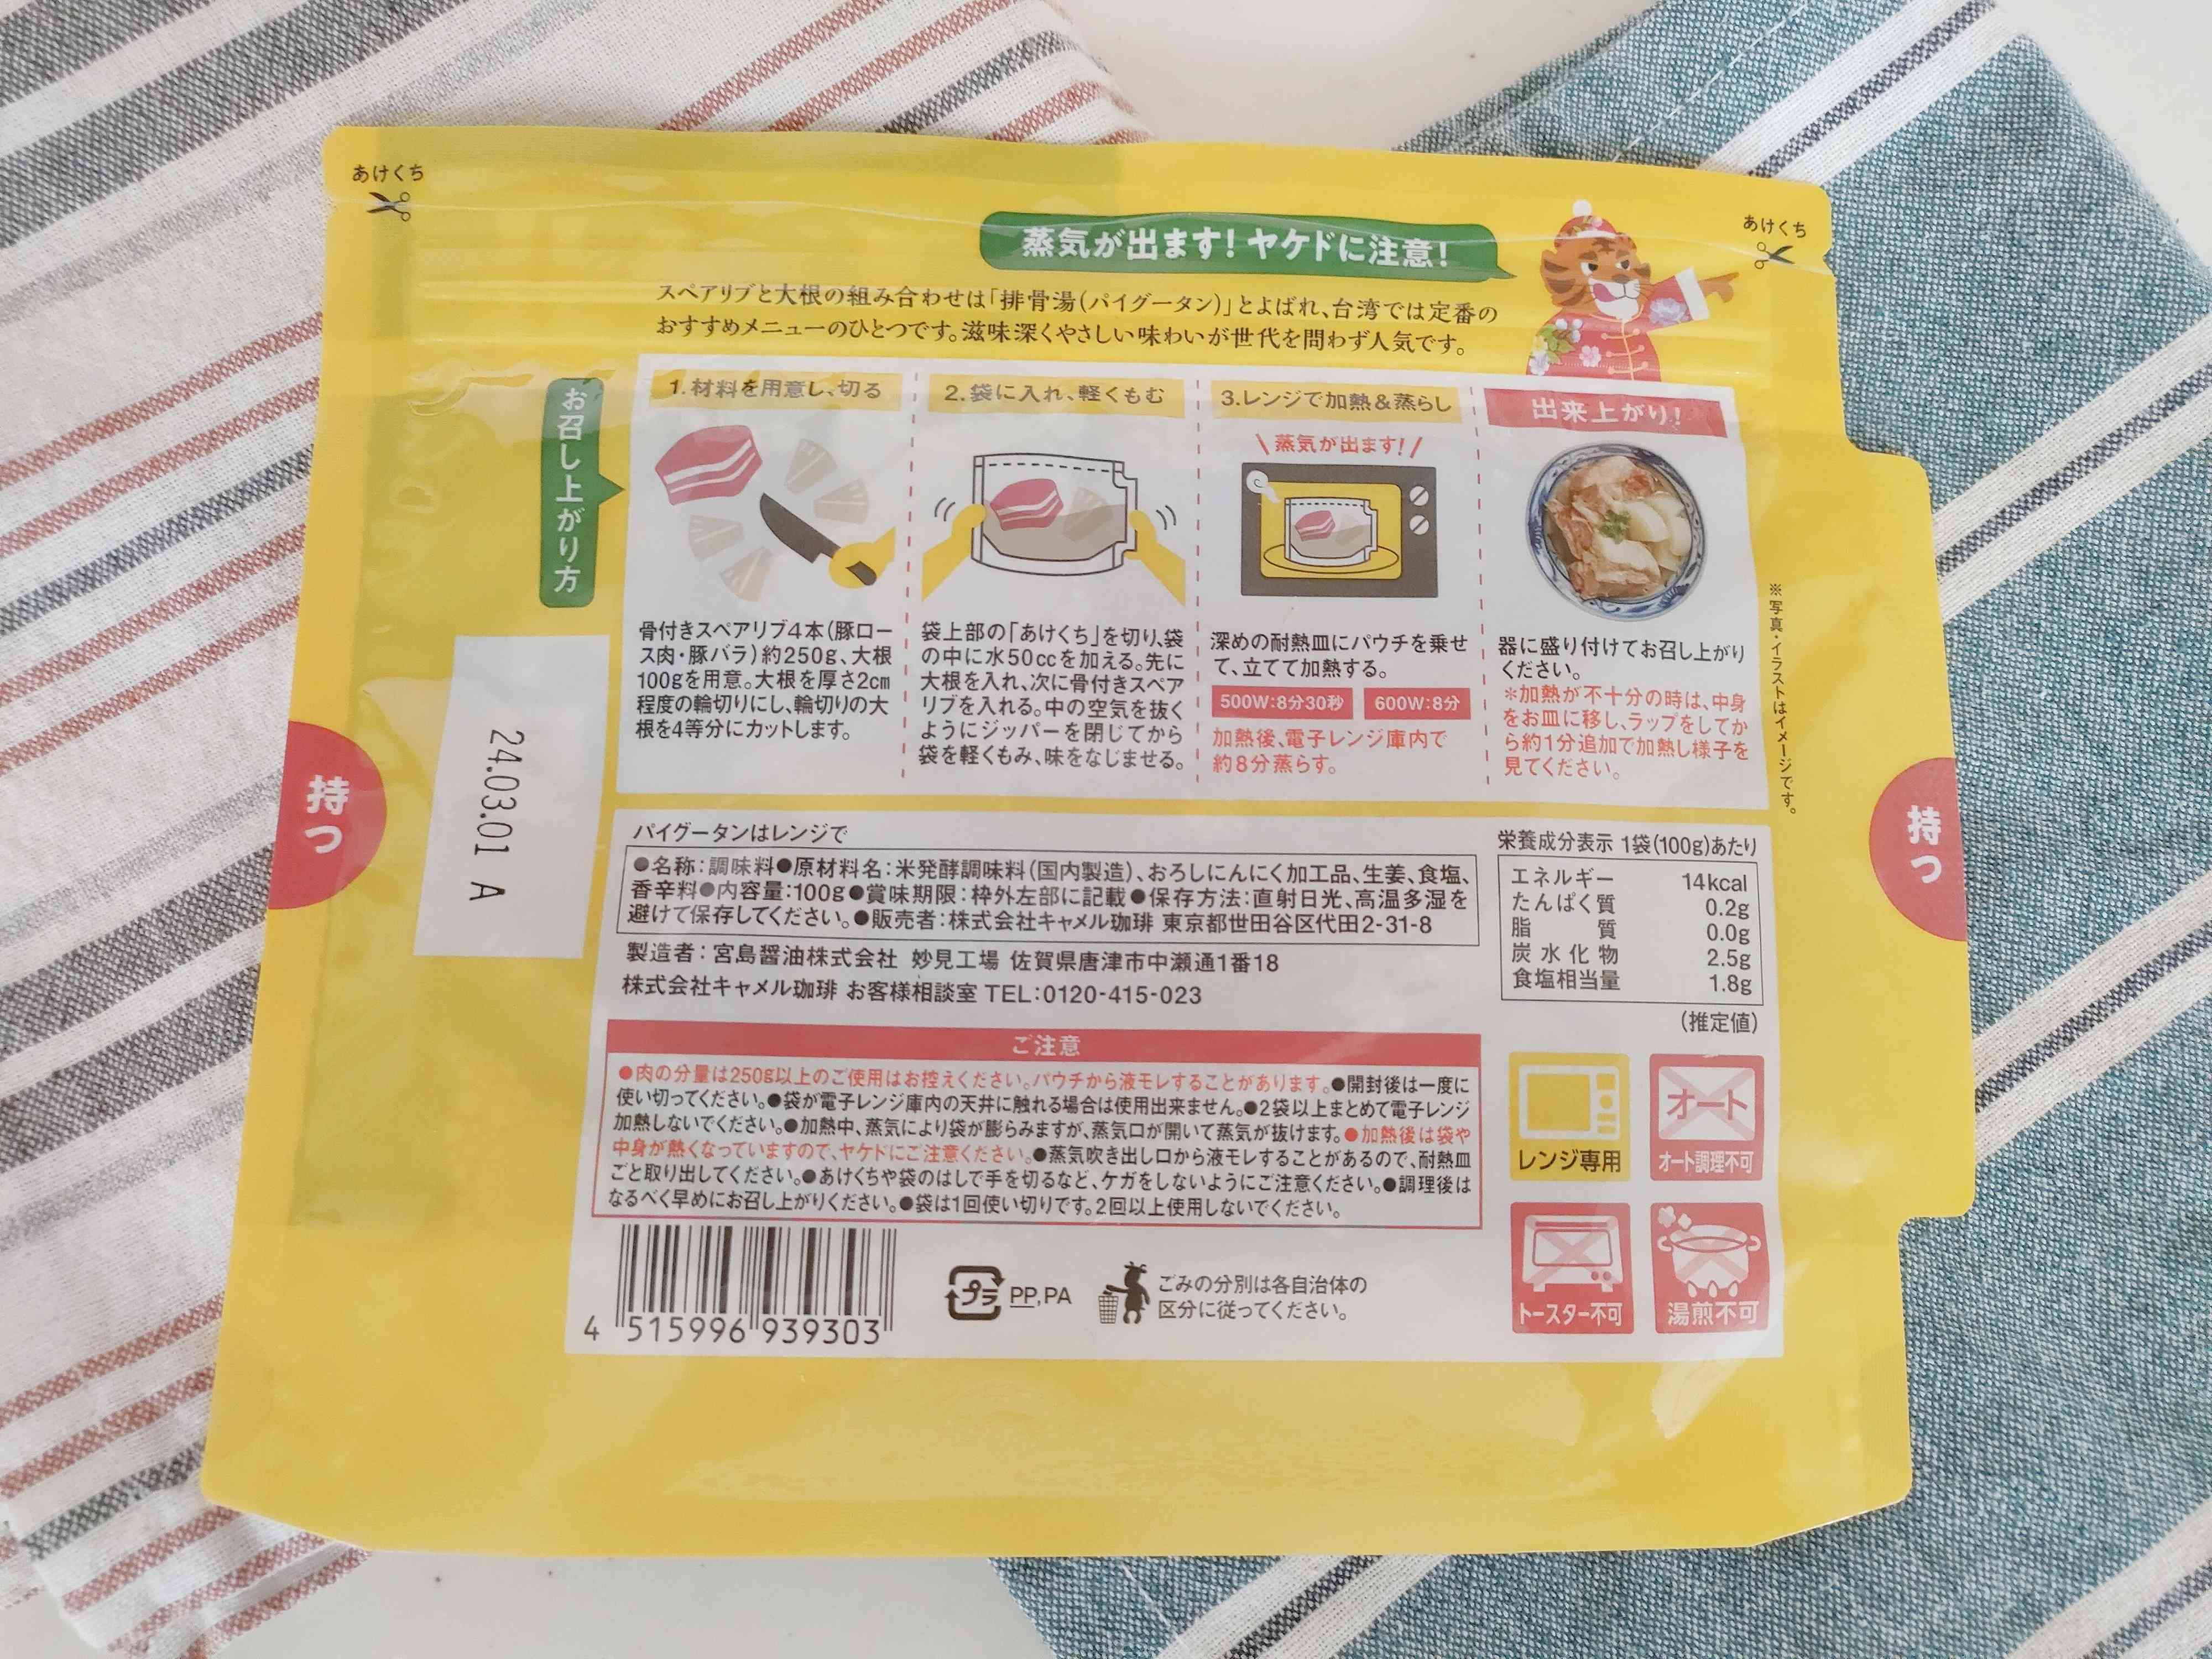 あけくち
あけくち
蒸気が出ます!ヤケドに注意!
スペアリブと大根の組み合わせは「排骨湯(パイグータン)」とよばれ、台湾では定番の
おすすめメニューのひとつです。滋味深くやさしい味わいが世代を問わず人気です。
お召し上がり方
1.材料を用意し、切る
骨付きスペアリブ4本(豚ロー
ス肉・豚バラ)約250g、大根
100gを用意。大根を厚さ2cm
程度の輪切りにし、輪切りの大
根を4等分にカットします。
2.袋に入れ、軽くもむ
袋上部の「あけくち」を切り、袋
の中に水50ccを加える。先に
大根を入れ、次に骨付きスペア
リブを入れる。中の空気を抜く
ようにジッパーを閉じてから
袋を軽くもみ、味をなじませる。
3.レンジで加熱&蒸らし
\蒸気が出ます!/
深めの耐熱皿にパウチを乗せ
て、立てて加熱する。
500W:8分30秒 600W:8分
加熱後、電子レンジ庫内で
約8分蒸らす。
出来上がり!
器に盛り付けてお召し上がり
ください。
*加熱が不十分の時は、中身
をお皿に移し、ラップをしてか
ら約1分追加で加熱し様子を
見てください。
※写真・イラストはイメージです。
持つ
持つ
24.03.01 A
パイグータンはレンジで
●名称:調味料●原材料名:米発酵調味料(国内製造)、おろしにんにく加工品、生姜、食塩、
香辛料●内容量:100g●賞味期限:枠外左部に記載●保存方法:直射日光、高温多湿を
避けて保存してください。●販売者:株式会社キャメル珈琲 東京都世田谷区代田2-31-8
製造者:宮島醤油株式会社 妙見工場 佐賀県唐津市中瀬通1番18
株式会社キャメル珈琲 お客様相談室 TEL:0120-415-023
栄養成分表示 1袋(100g)あたり
エネルギー 14kcal
たんぱく質 0.2g
脂質 0.0g
炭水化物 2.5g
食塩相当量 1.8g
(推定値)
ご注意
●肉の分量は250g以上のご使用はお控えください。パウチから液モレすることがあります。●開封後は一度に
使い切ってください。●袋が電子レンジ庫内の天井に触れる場合は使用出来ません。●2袋以上まとめて電子レンジ
加熱しないでください。●加熱中、蒸気により袋が膨らみますが、蒸気口が開いて蒸気が抜けます。●加熱後は袋や
中身が熱くなっていますので、ヤケドにご注意ください。●蒸気吹き出し口から液モレすることがあるので、耐熱皿
ごと取り出してください。●あけくちや袋のはしで手を切るなど、ケガをしないようにご注意ください。●調理後は
なるべく早めにお召し上がりください。●袋は1回使い切りです。2回以上使用しないでください。
レンジ専用
オート
オート調理不可
トースター不可
湯煎不可
4 515996 939303
プラ PP,PA
ごみの分別は各自治体の
区分に従ってください。